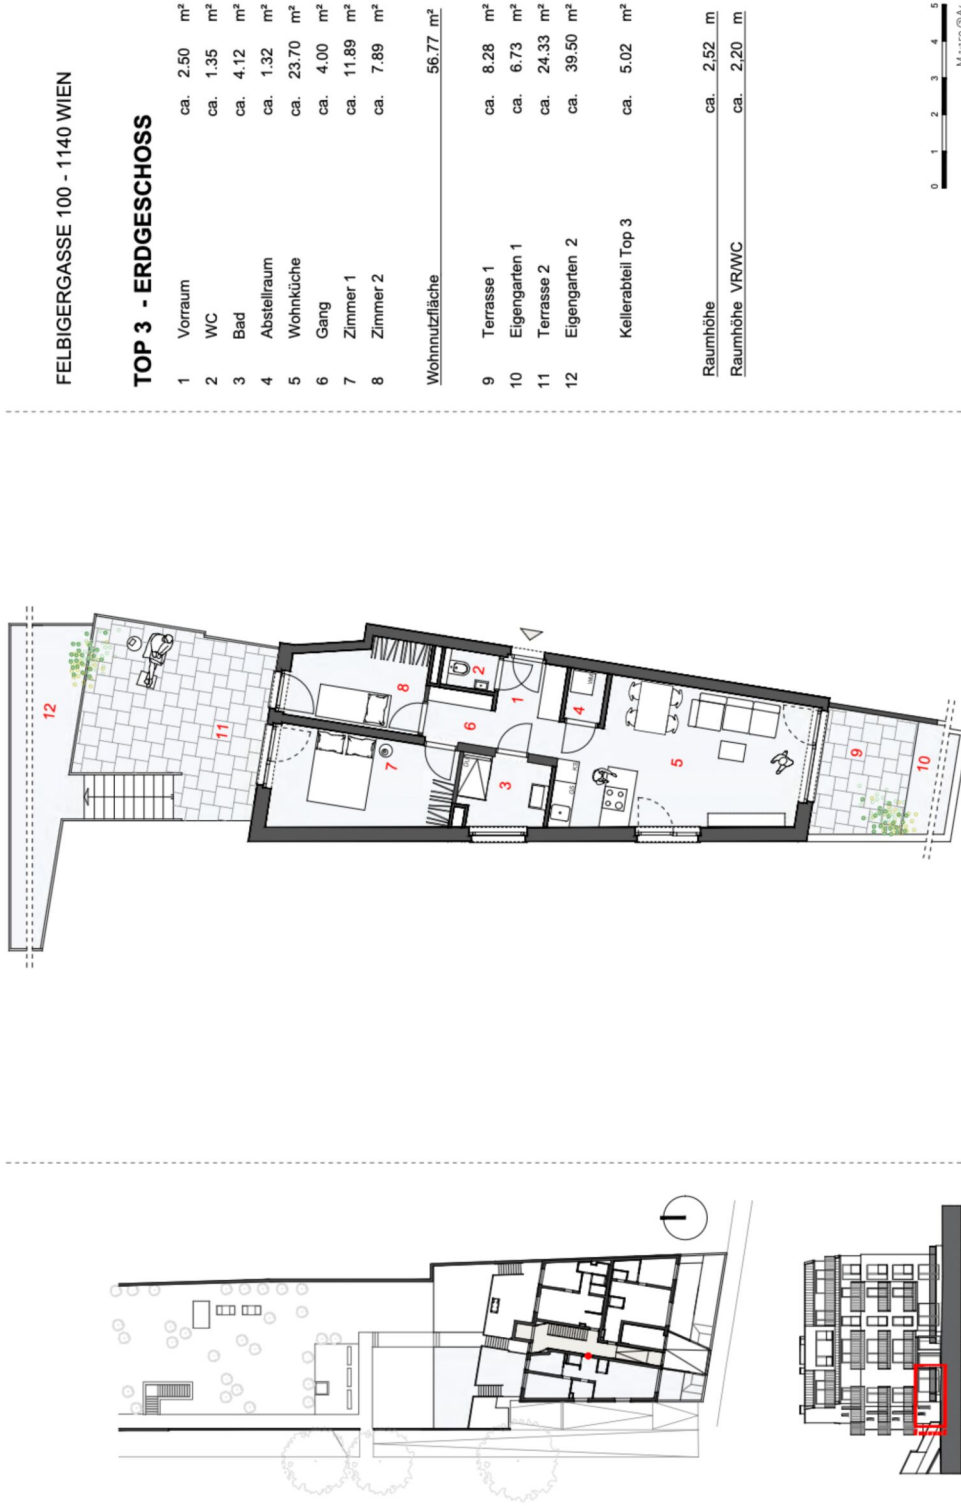 FELBIGERGASSE 100 - 1140 WIEN
TOP 3 - ERDGESCHOSS
1 Vorraum ca. 2.50 m²
2 WC ca. 1.35 m²
3 Bad ca. 4.12 m²
4 Abstellraum ca. 1.32 m²
5 Wohnküche ca. 23.70 m²
6 Gang ca. 4.00 m²
7 Zimmer 1 ca. 11.89 m²
8 Zimmer 2 ca. 7.89 m²
Wohnnutzfläche 56.77 m²
9 Terrasse 1 ca. 8.28 m²
10 Eigengarten 1 ca. 6.73 m²
11 Terrasse 2 ca. 24.33 m²
12 Eigengarten 2 ca. 39.50 m²
Kellerabteil Top 3 ca. 5.02 m²
Raumhöhe ca. 2,52 m
Raumhöhe VR/WC ca. 2,20 m
0 1 2 3 4 5
12
11
8
7
2
6
1
3
4
5
9
10